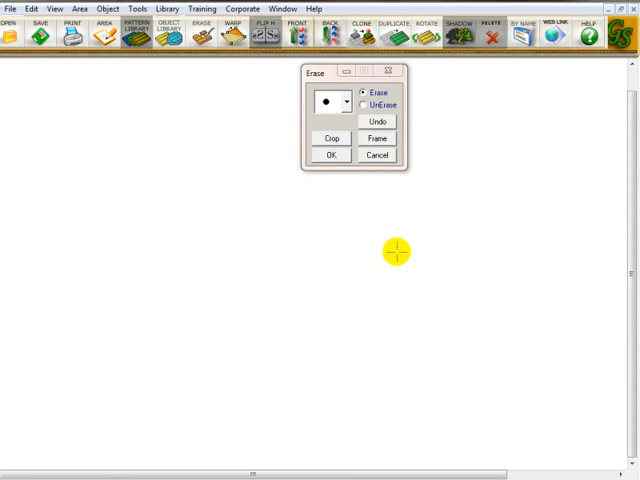 File Edit View Area Object Tools Library Training Corporate Window Help
OPEN SAVE PRINT AREA PATTERN LIBRARY OBJECT LIBRARY ERASE WARP FLIP H FRONT BACK CLONE DUPLICATE ROTATE SHADOW DELETE BY NAME WEB LINK HELP
GS
Erase
Erase
UnErase
Undo
Crop Frame
OK Cancel